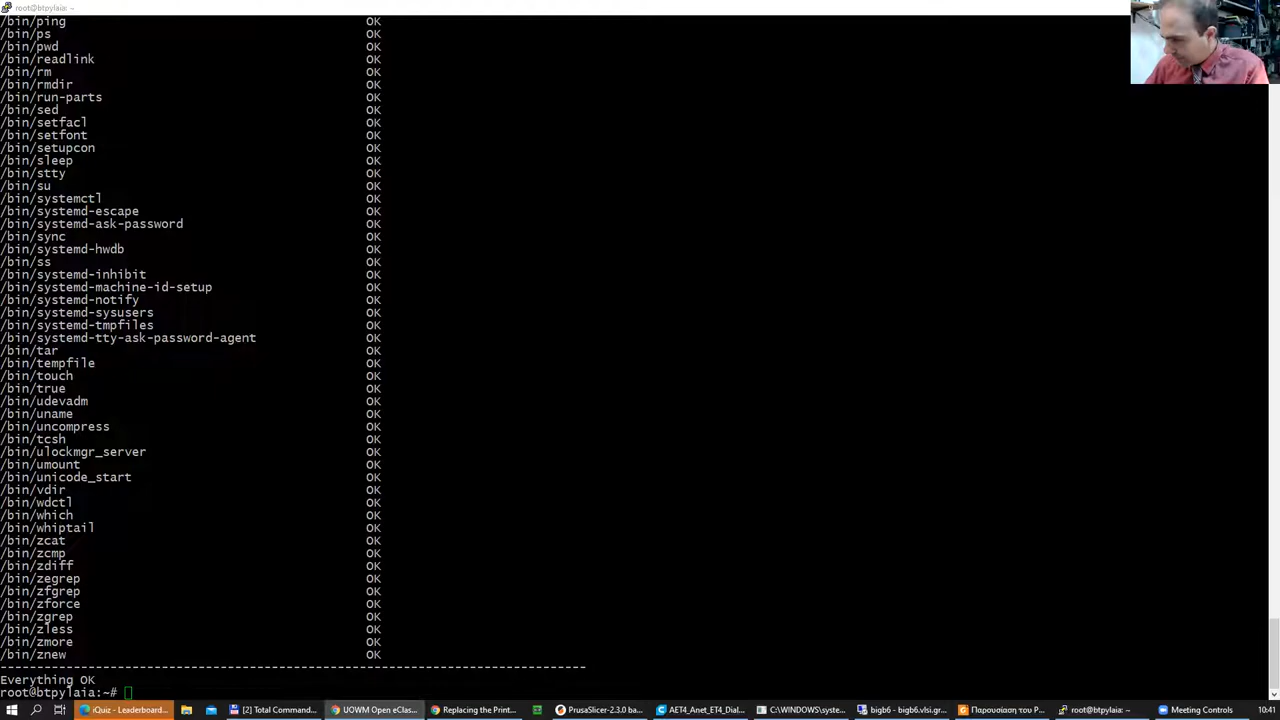 root@btpylaia: ~
/bin/ping OK
/bin/ps OK
/bin/pwd OK
/bin/readlink OK
/bin/rm OK
/bin/rmdir OK
/bin/run-parts OK
/bin/sed OK
/bin/setfacl OK
/bin/setfont OK
/bin/setupcon OK
/bin/sleep OK
/bin/stty OK
/bin/su OK
/bin/systemctl OK
/bin/systemd-escape OK
/bin/systemd-ask-password OK
/bin/sync OK
/bin/systemd-hwdb OK
/bin/ss OK
/bin/systemd-inhibit OK
/bin/systemd-machine-id-setup OK
/bin/systemd-notify OK
/bin/systemd-sysusers OK
/bin/systemd-tmpfiles OK
/bin/systemd-tty-ask-password-agent OK
/bin/tar OK
/bin/tempfile OK
/bin/touch OK
/bin/true OK
/bin/udevadm OK
/bin/uname OK
/bin/uncompress OK
/bin/tcsh OK
/bin/ulockmgr_server OK
/bin/umount OK
/bin/unicode_start OK
/bin/vdir OK
/bin/wdctl OK
/bin/which OK
/bin/whiptail OK
/bin/zcat OK
/bin/zcmp OK
/bin/zdiff OK
/bin/zegrep OK
/bin/zfgrep OK
/bin/zforce OK
/bin/zgrep OK
/bin/zless OK
/bin/zmore OK
/bin/znew OK
--------------------------------------------------------------------------------
Everything OK
root@btpylaia:~#
iQuiz - Leaderboard... Total Command... UOWM Open eClas... Replacing the Print... PrusaSlicer-2.3.0 ba... AET4_Anet_ET4_Dial... C:\WINDOWS\syste... bigb6 - bigb6.vlsi.gr... Παρουσίαση του P... root@btpylaia: ~ Meeting Controls 10:41